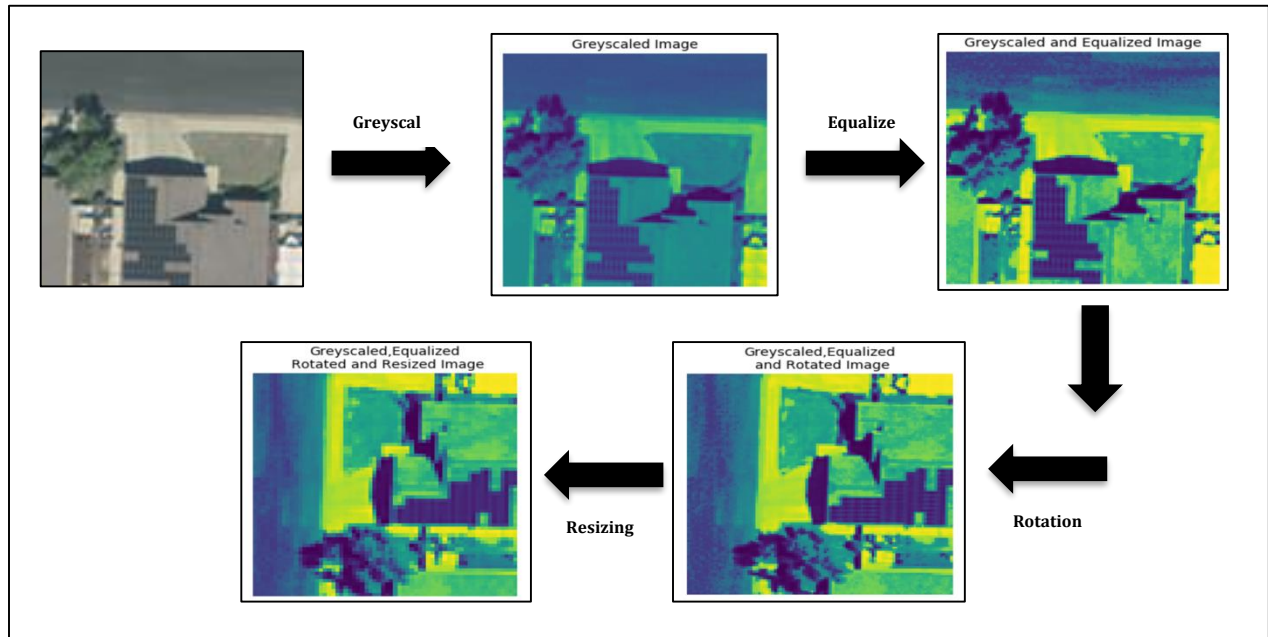 Greyscal
Greyscaled Image
Equalize
Greyscaled and Equalized Image
Rotation
Greyscaled,Equalized
and Rotated Image
Resizing
Greyscaled,Equalized
Rotated and Resized Image